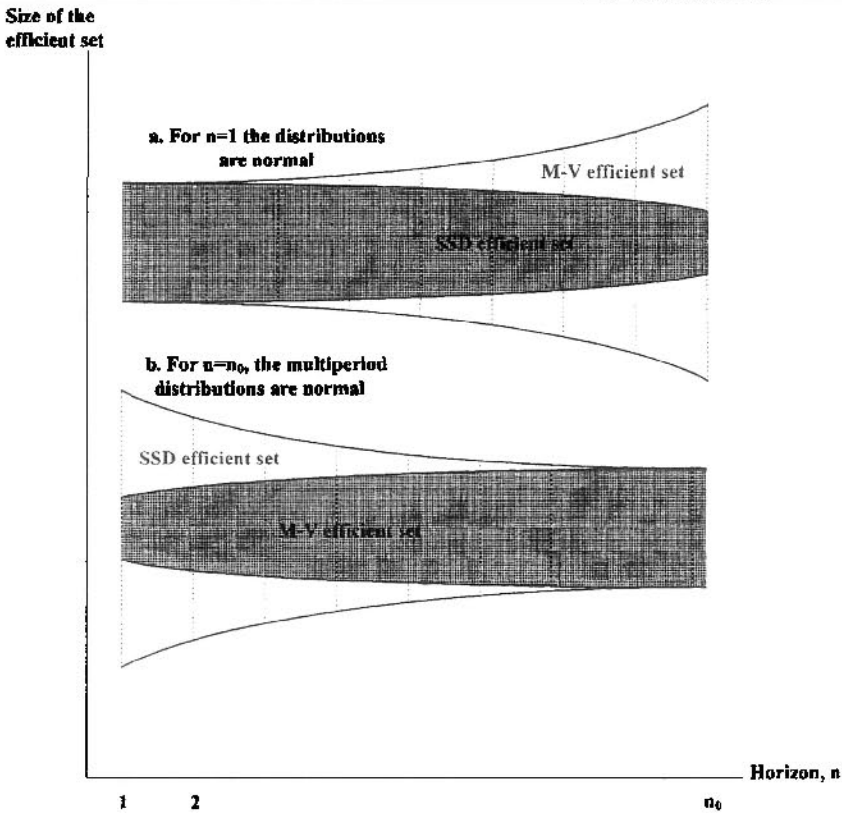 Size of the
efficient set
a. For n=1 the distributions
are normal
M-V efficient set
SSD efficient set
b. For n=n₀, the multiperiod
distributions are normal
SSD efficient set
M-V efficient set
Horizon, n
1 2 n₀